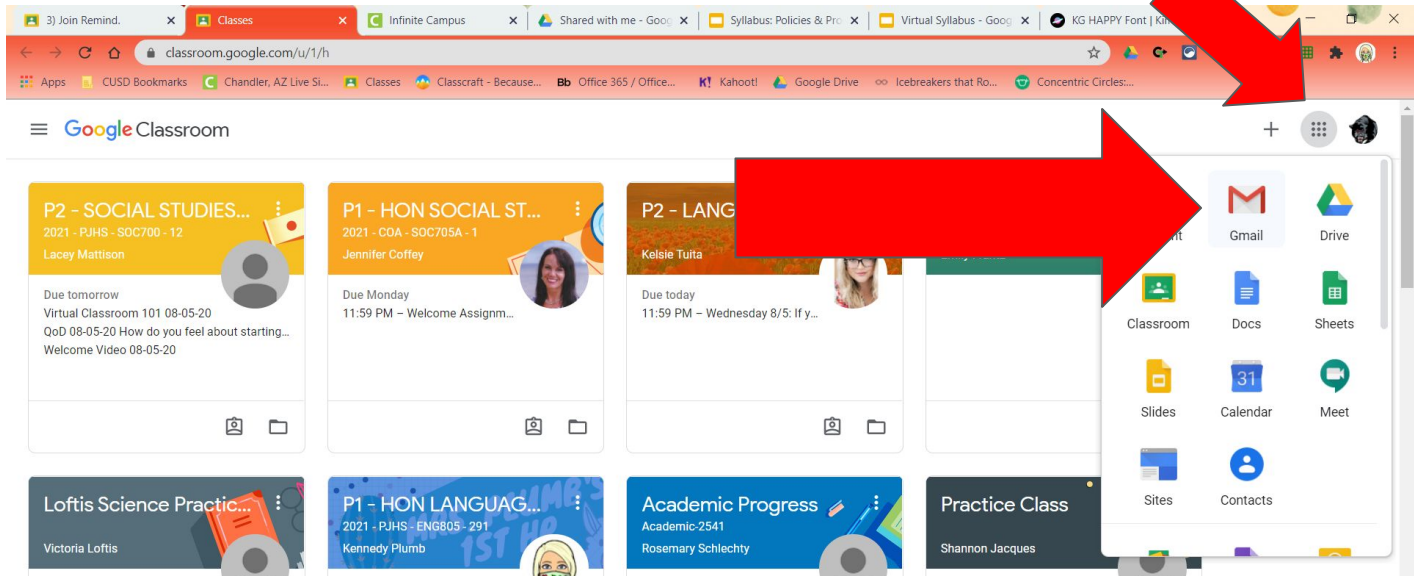 3) Join Remind.
Classes
Infinite Campus
Shared with me - Goog
Syllabus: Policies & Pro
Virtual Syllabus - Goog
KG HAPPY Font |
classroom.google.com/u/1/h
Apps
CUSD Bookmarks
Chandler, AZ Live Si...
Classes
Classcraft - Because...
Bb Office 365 / Office...
K! Kahoot!
Google Drive
Icebreakers that Ro...
Concentric Circles:...
Google Classroom
P2 - SOCIAL STUDIES...
2021 - PJHS - SOC700 - 12
Lacey Mattison
Due tomorrow
Virtual Classroom 101 08-05-20
QoD 08-05-20 How do you feel about starting...
Welcome Video 08-05-20
P1 - HON SOCIAL ST...
2021 - COA - SOC705A - 1
Jennifer Coffey
Due Monday
11:59 PM – Welcome Assignm...
P2 - LANG
Kelsie Tuita
Due today
11:59 PM – Wednesday 8/5: If y...
Gmail
Drive
Classroom
Docs
Sheets
31
Slides
Calendar
Meet
Sites
Contacts
Loftis Science Practic...
Victoria Loftis
P1 - HON LANGUAG...
2021 - PJHS - ENG805 - 291
Kennedy Plumb
1ST HR
Academic Progress
Academic-2541
Rosemary Schlechty
Practice Class
Shannon Jacques